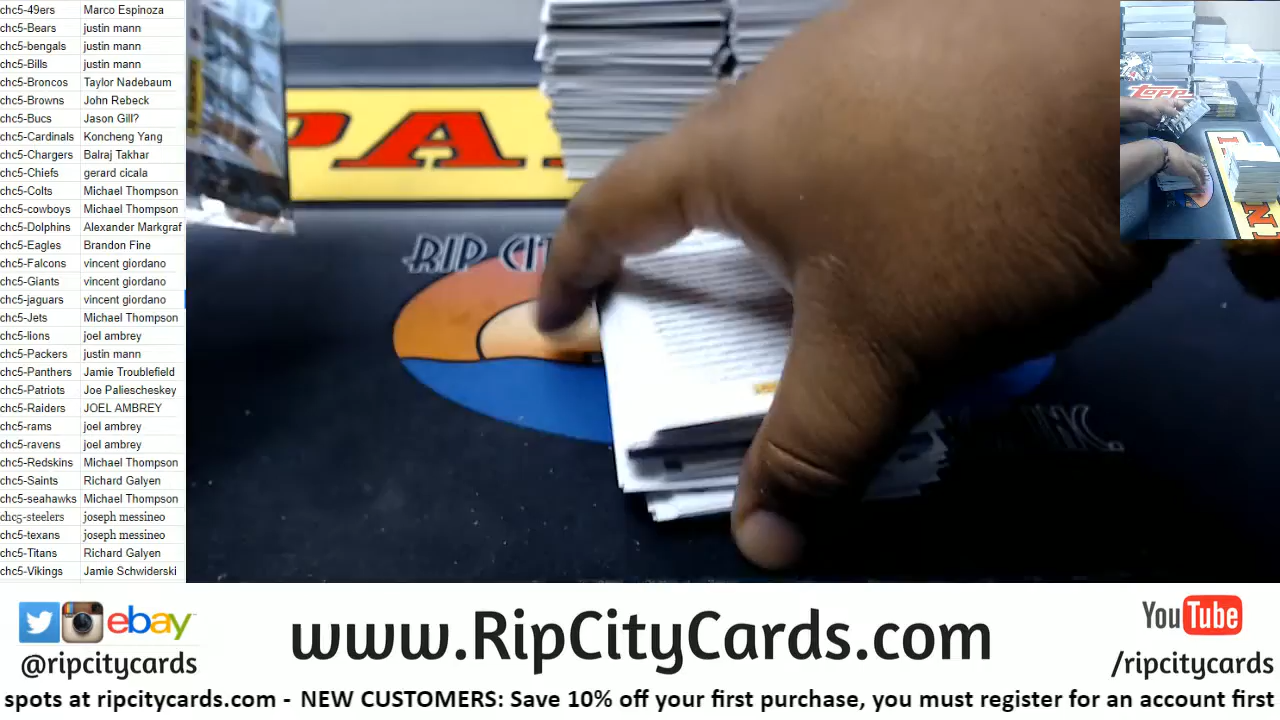 chc5-49ers Marco Espinoza
chc5-Bears justin mann
chc5-bengals justin mann
chc5-Bills justin mann
chc5-Broncos Taylor Nadebaum
chc5-Browns John Rebeck
chc5-Bucs Jason Gill?
chc5-Cardinals Koncheng Yang
chc5-Chargers Balraj Takhar
chc5-Chiefs gerard cicala
chc5-Colts Michael Thompson
chc5-cowboys Michael Thompson
chc5-Dolphins Alexander Markgraf
chc5-Eagles Brandon Fine
chc5-Falcons vincent giordano
chc5-Giants vincent giordano
chc5-jaguars vincent giordano
chc5-Jets Michael Thompson
chc5-lions joel ambrey
chc5-Packers justin mann
chc5-Panthers Jamie Troublefield
chc5-Patriots Joe Paliescheskey
chc5-Raiders JOEL AMBREY
chc5-rams joel ambrey
chc5-ravens joel ambrey
chc5-Redskins Michael Thompson
chc5-Saints Richard Galyen
chc5-seahawks Michael Thompson
chc5-steelers joseph messineo
chc5-texans joseph messineo
chc5-Titans Richard Galyen
chc5-Vikings Jamie Schwiderski
PA
RIP CIT
topps
ebay
@ripcitycards
www.RipCityCards.com
YouTube
/ripcitycards
spots at ripcitycards.com - NEW CUSTOMERS: Save 10% off your first purchase, you must register for an account first